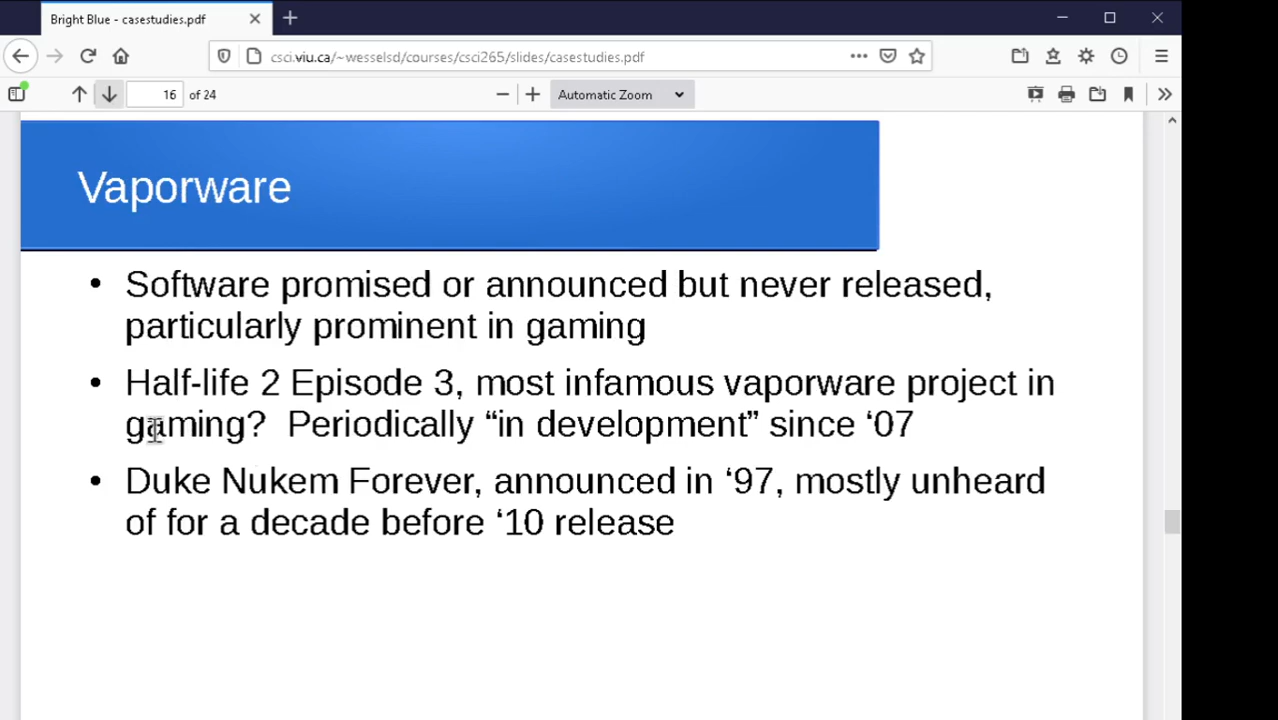 Bright Blue - casestudies.pdf
csci.viu.ca/~wesselsd/courses/csci265/slides/casestudies.pdf
16 of 24
Automatic Zoom
Vaporware
• Software promised or announced but never released,
particularly prominent in gaming
• Half-life 2 Episode 3, most infamous vaporware project in
gaming?  Periodically “in development” since ‘07
• Duke Nukem Forever, announced in ‘97, mostly unheard
of for a decade before ‘10 release